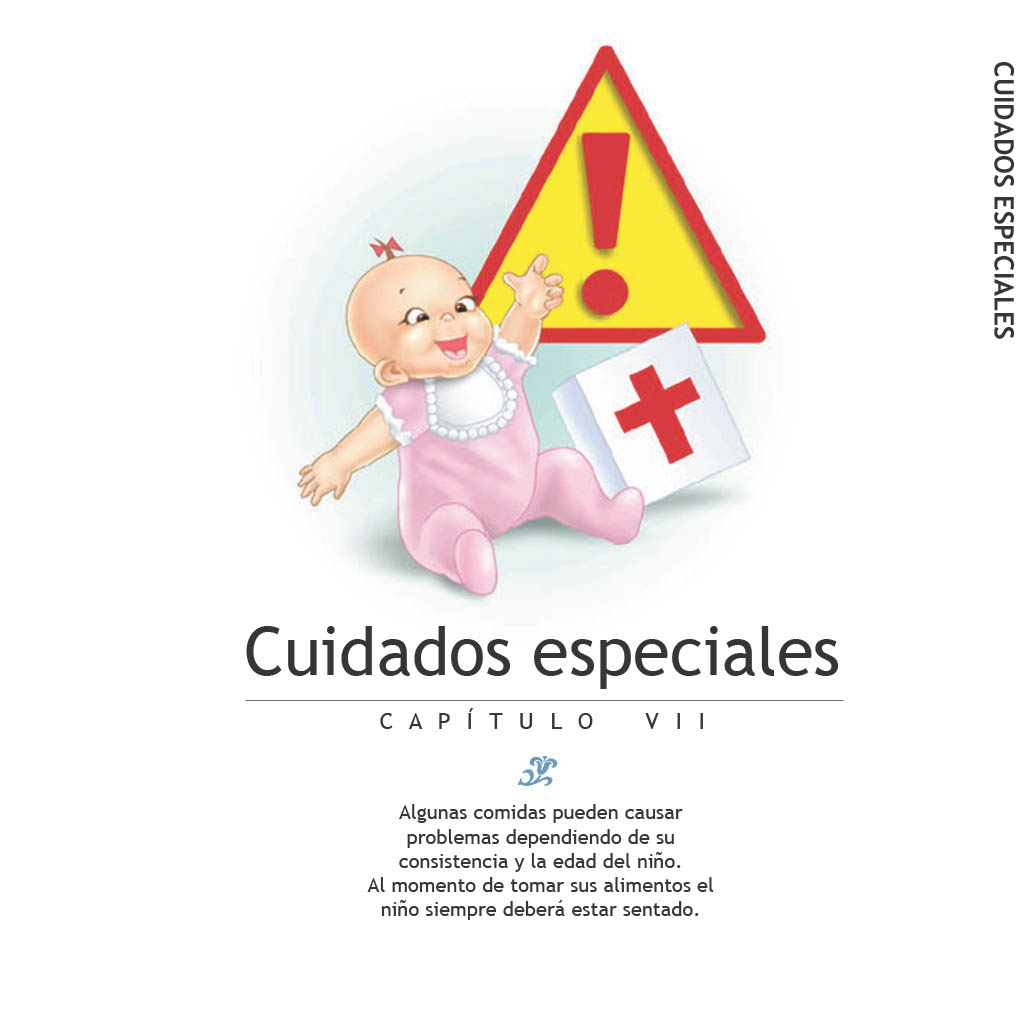 CUIDADOS ESPECIALES
Cuidados especiales
CAPÍTULO VII
Algunas comidas pueden causar
problemas dependiendo de su
consistencia y la edad del niño.
Al momento de tomar sus alimentos el
niño siempre deberá estar sentado.